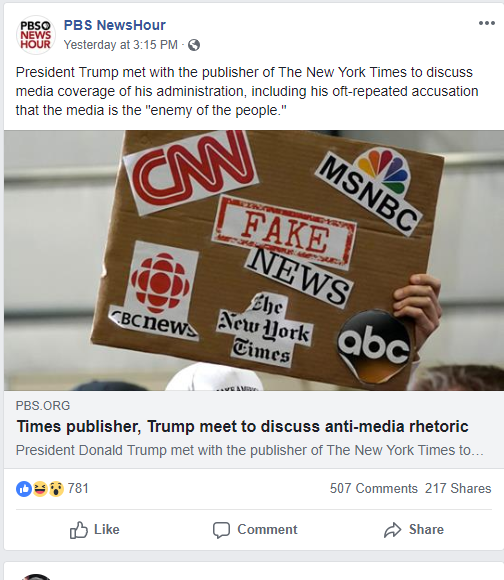 PBS
NEWS
HOUR
PBS NewsHour
Yesterday at 3:15 PM ·
President Trump met with the publisher of The New York Times to discuss
media coverage of his administration, including his oft-repeated accusation
that the media is the "enemy of the people."
CNN
MSNBC
FAKE
NEWS
CBCnews
The
New York
Times
abc
PBS.ORG
Times publisher, Trump meet to discuss anti-media rhetoric
President Donald Trump met with the publisher of The New York Times to…
781
507 Comments 217 Shares
Like
Comment
Share